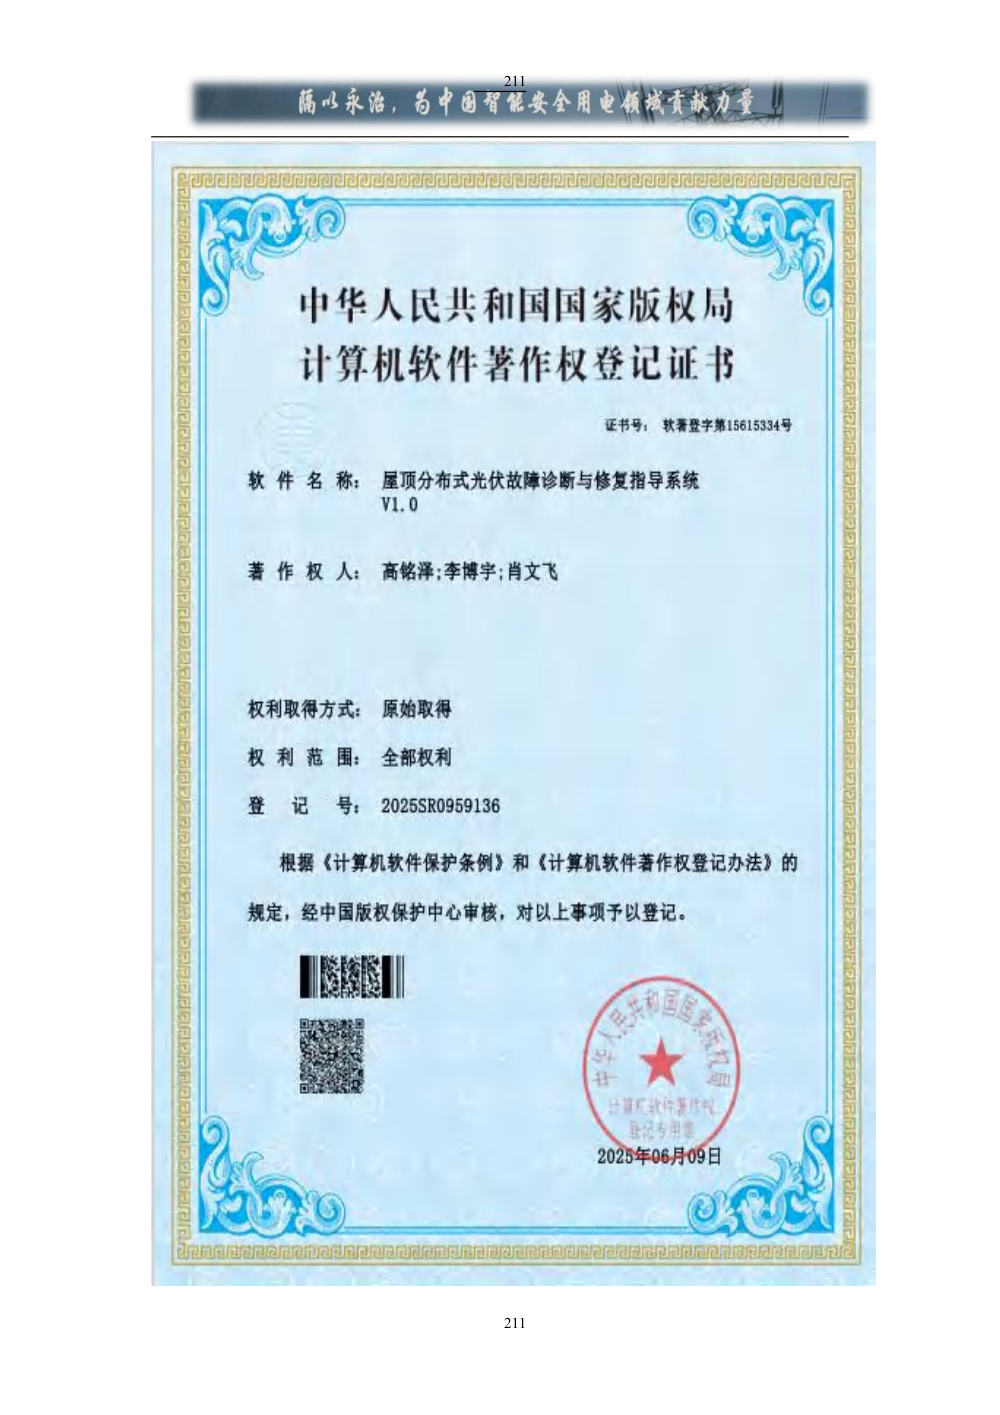 211
隔以永治，为中国智能安全用电领域贡献力量
中华人民共和国国家版权局
计算机软件著作权登记证书
证书号： 软著登字第15615334号
软件名称： 屋顶分布式光伏故障诊断与修复指导系统
V1.0
著作权人： 高铭泽;李博宇;肖文飞
权利取得方式： 原始取得
权利范围： 全部权利
登记号： 2025SR0959136
根据《计算机软件保护条例》和《计算机软件著作权登记办法》的
规定，经中国版权保护中心审核，对以上事项予以登记。
中华人民共和国国家版权局
计算机软件著作权
登记专用章
2025年06月09日
211